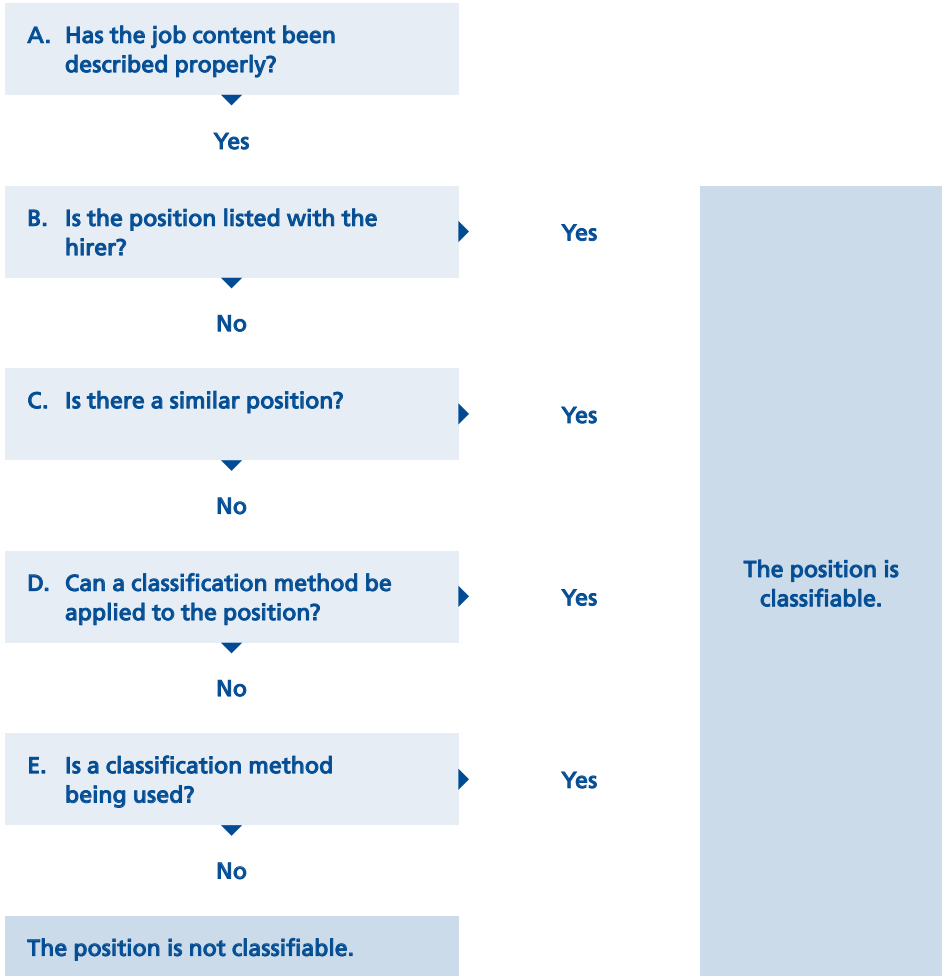 A. Has the job content been
described properly?
Yes
B. Is the position listed with the
hirer?
Yes
No
C. Is there a similar position?
Yes
No
D. Can a classification method be
applied to the position?
Yes
No
E. Is a classification method
being used?
Yes
No
The position is not classifiable.
The position is
classifiable.